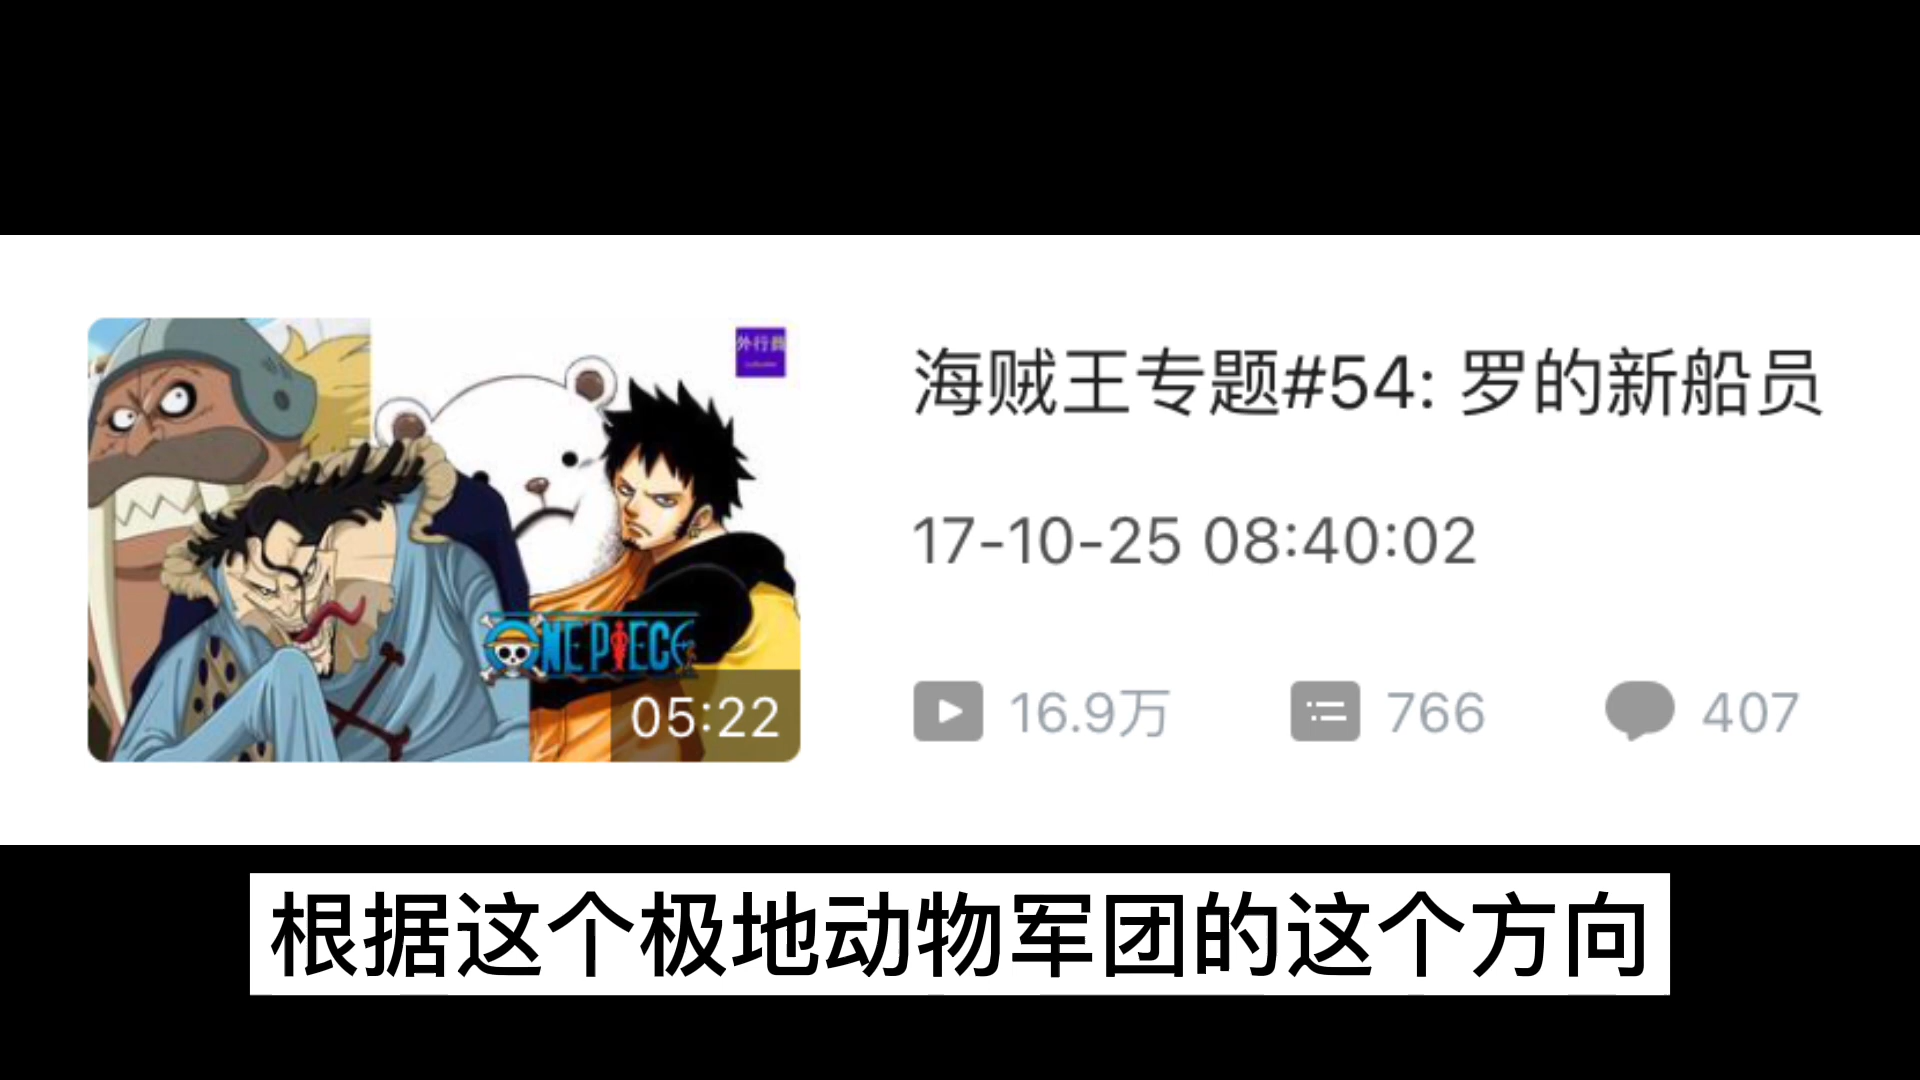 外行
海贼王专题#54: 罗的新船员
17-10-25 08:40:02
ONE PIECE
05:22
16.9万 766 407
根据这个极地动物军团的这个方向